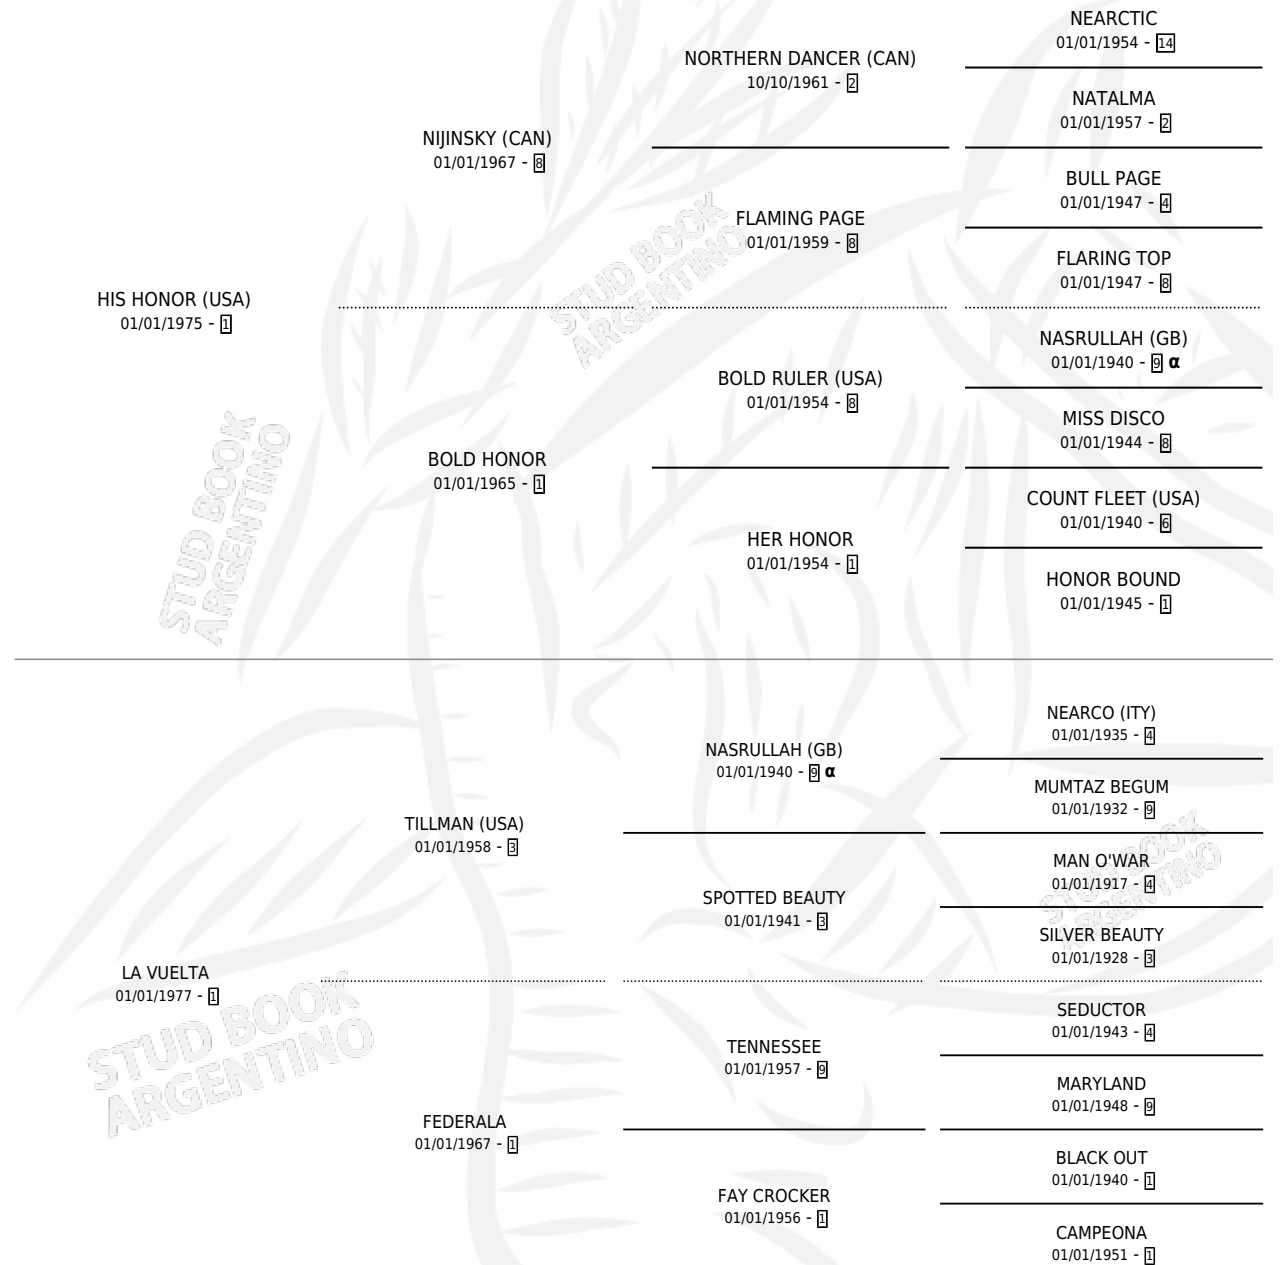 NEARCTIC
01/01/1954 - 14
NORTHERN DANCER (CAN)
10/10/1961 - 2
NATALMA
01/01/1957 - 2
NIJINSKY (CAN)
01/01/1967 - 8
BULL PAGE
01/01/1947 - 4
FLAMING PAGE
01/01/1959 - 8
FLARING TOP
01/01/1947 - 8
HIS HONOR (USA)
01/01/1975 - 1
NASRULLAH (GB)
01/01/1940 - 9 α
BOLD RULER (USA)
01/01/1954 - 8
MISS DISCO
01/01/1944 - 8
BOLD HONOR
01/01/1965 - 1
COUNT FLEET (USA)
01/01/1940 - 6
HER HONOR
01/01/1954 - 1
HONOR BOUND
01/01/1945 - 1
NEARCO (ITY)
01/01/1935 - 4
NASRULLAH (GB)
01/01/1940 - 9 α
MUMTAZ BEGUM
01/01/1932 - 9
TILLMAN (USA)
01/01/1958 - 3
MAN O'WAR
01/01/1917 - 4
SPOTTED BEAUTY
01/01/1941 - 3
SILVER BEAUTY
01/01/1928 - 3
LA VUELTA
01/01/1977 - 1
SEDUCTOR
01/01/1943 - 4
TENNESSEE
01/01/1957 - 9
MARYLAND
01/01/1948 - 9
FEDERALA
01/01/1967 - 1
BLACK OUT
01/01/1940 - 1
FAY CROCKER
01/01/1956 - 1
CAMPEONA
01/01/1951 - 1
STUD BOOK
ARGENTINO
STUD BOOK
ARGENTINO
STUD BOOK
ARGENTINO
STUD BOOK
ARGENTINO